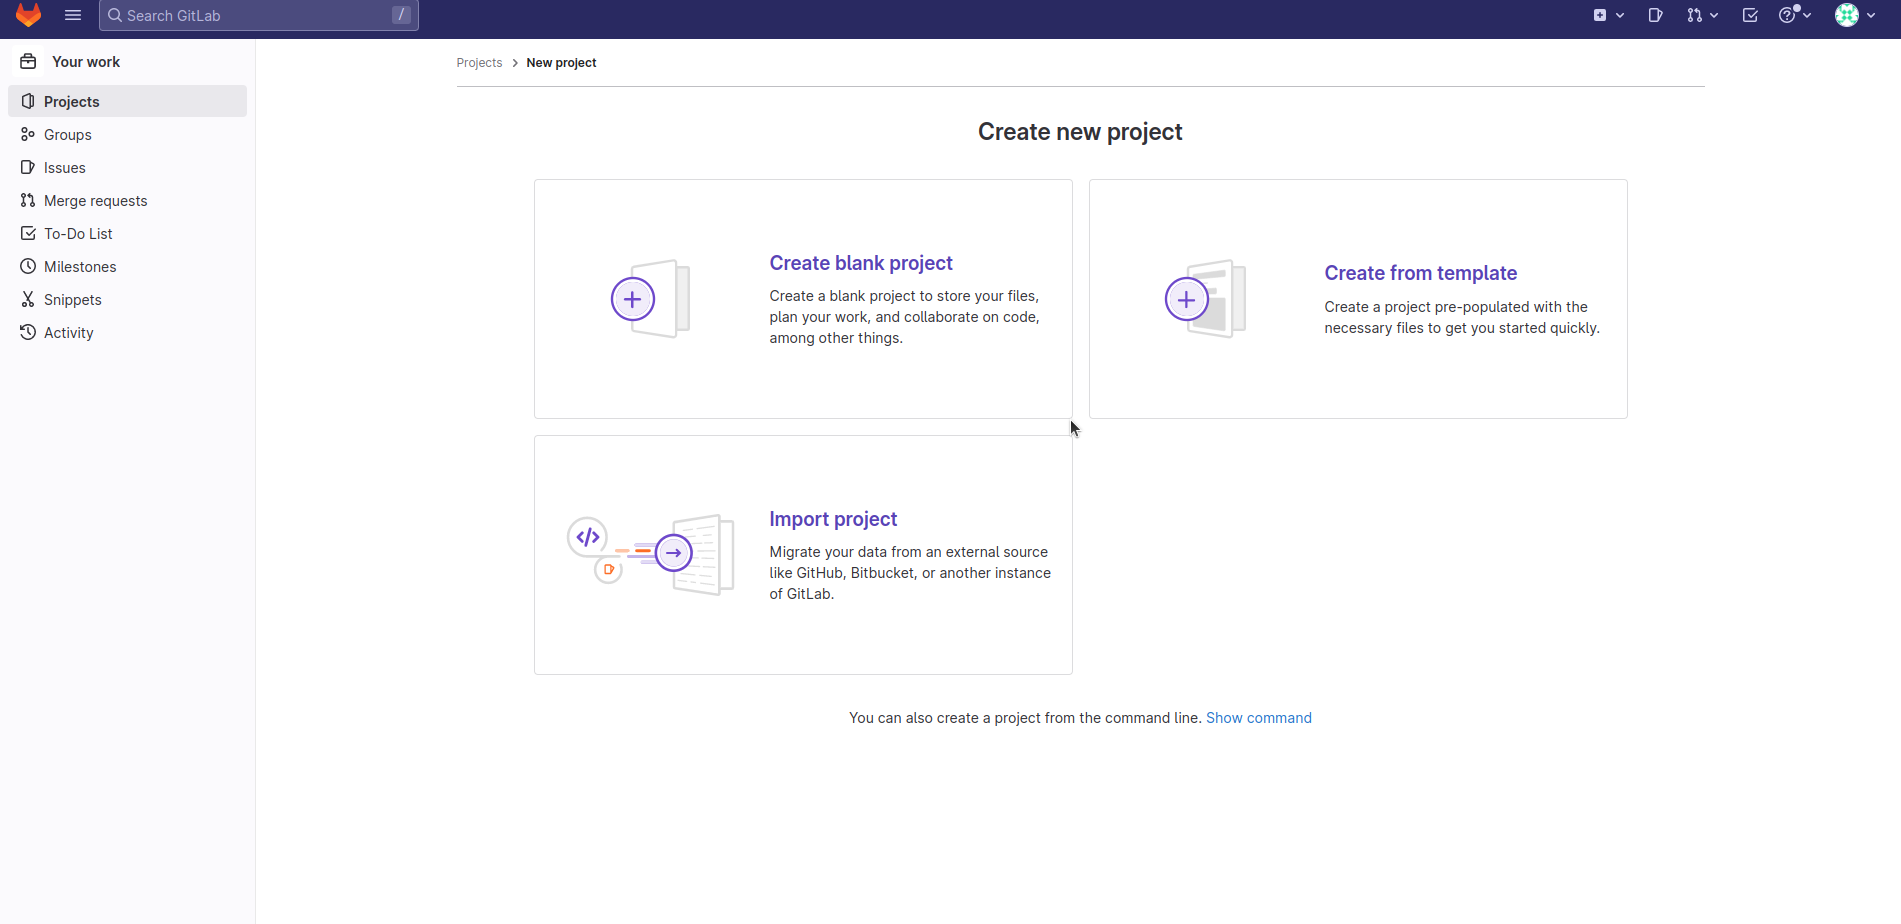 Search GitLab
/
Your work
Projects
Groups
Issues
Merge requests
To-Do List
Milestones
Snippets
Activity
Projects > New project
Create new project
Create blank project
Create a blank project to store your files,
plan your work, and collaborate on code,
among other things.
Create from template
Create a project pre-populated with the
necessary files to get you started quickly.
Import project
Migrate your data from an external source
like GitHub, Bitbucket, or another instance
of GitLab.
You can also create a project from the command line. Show command